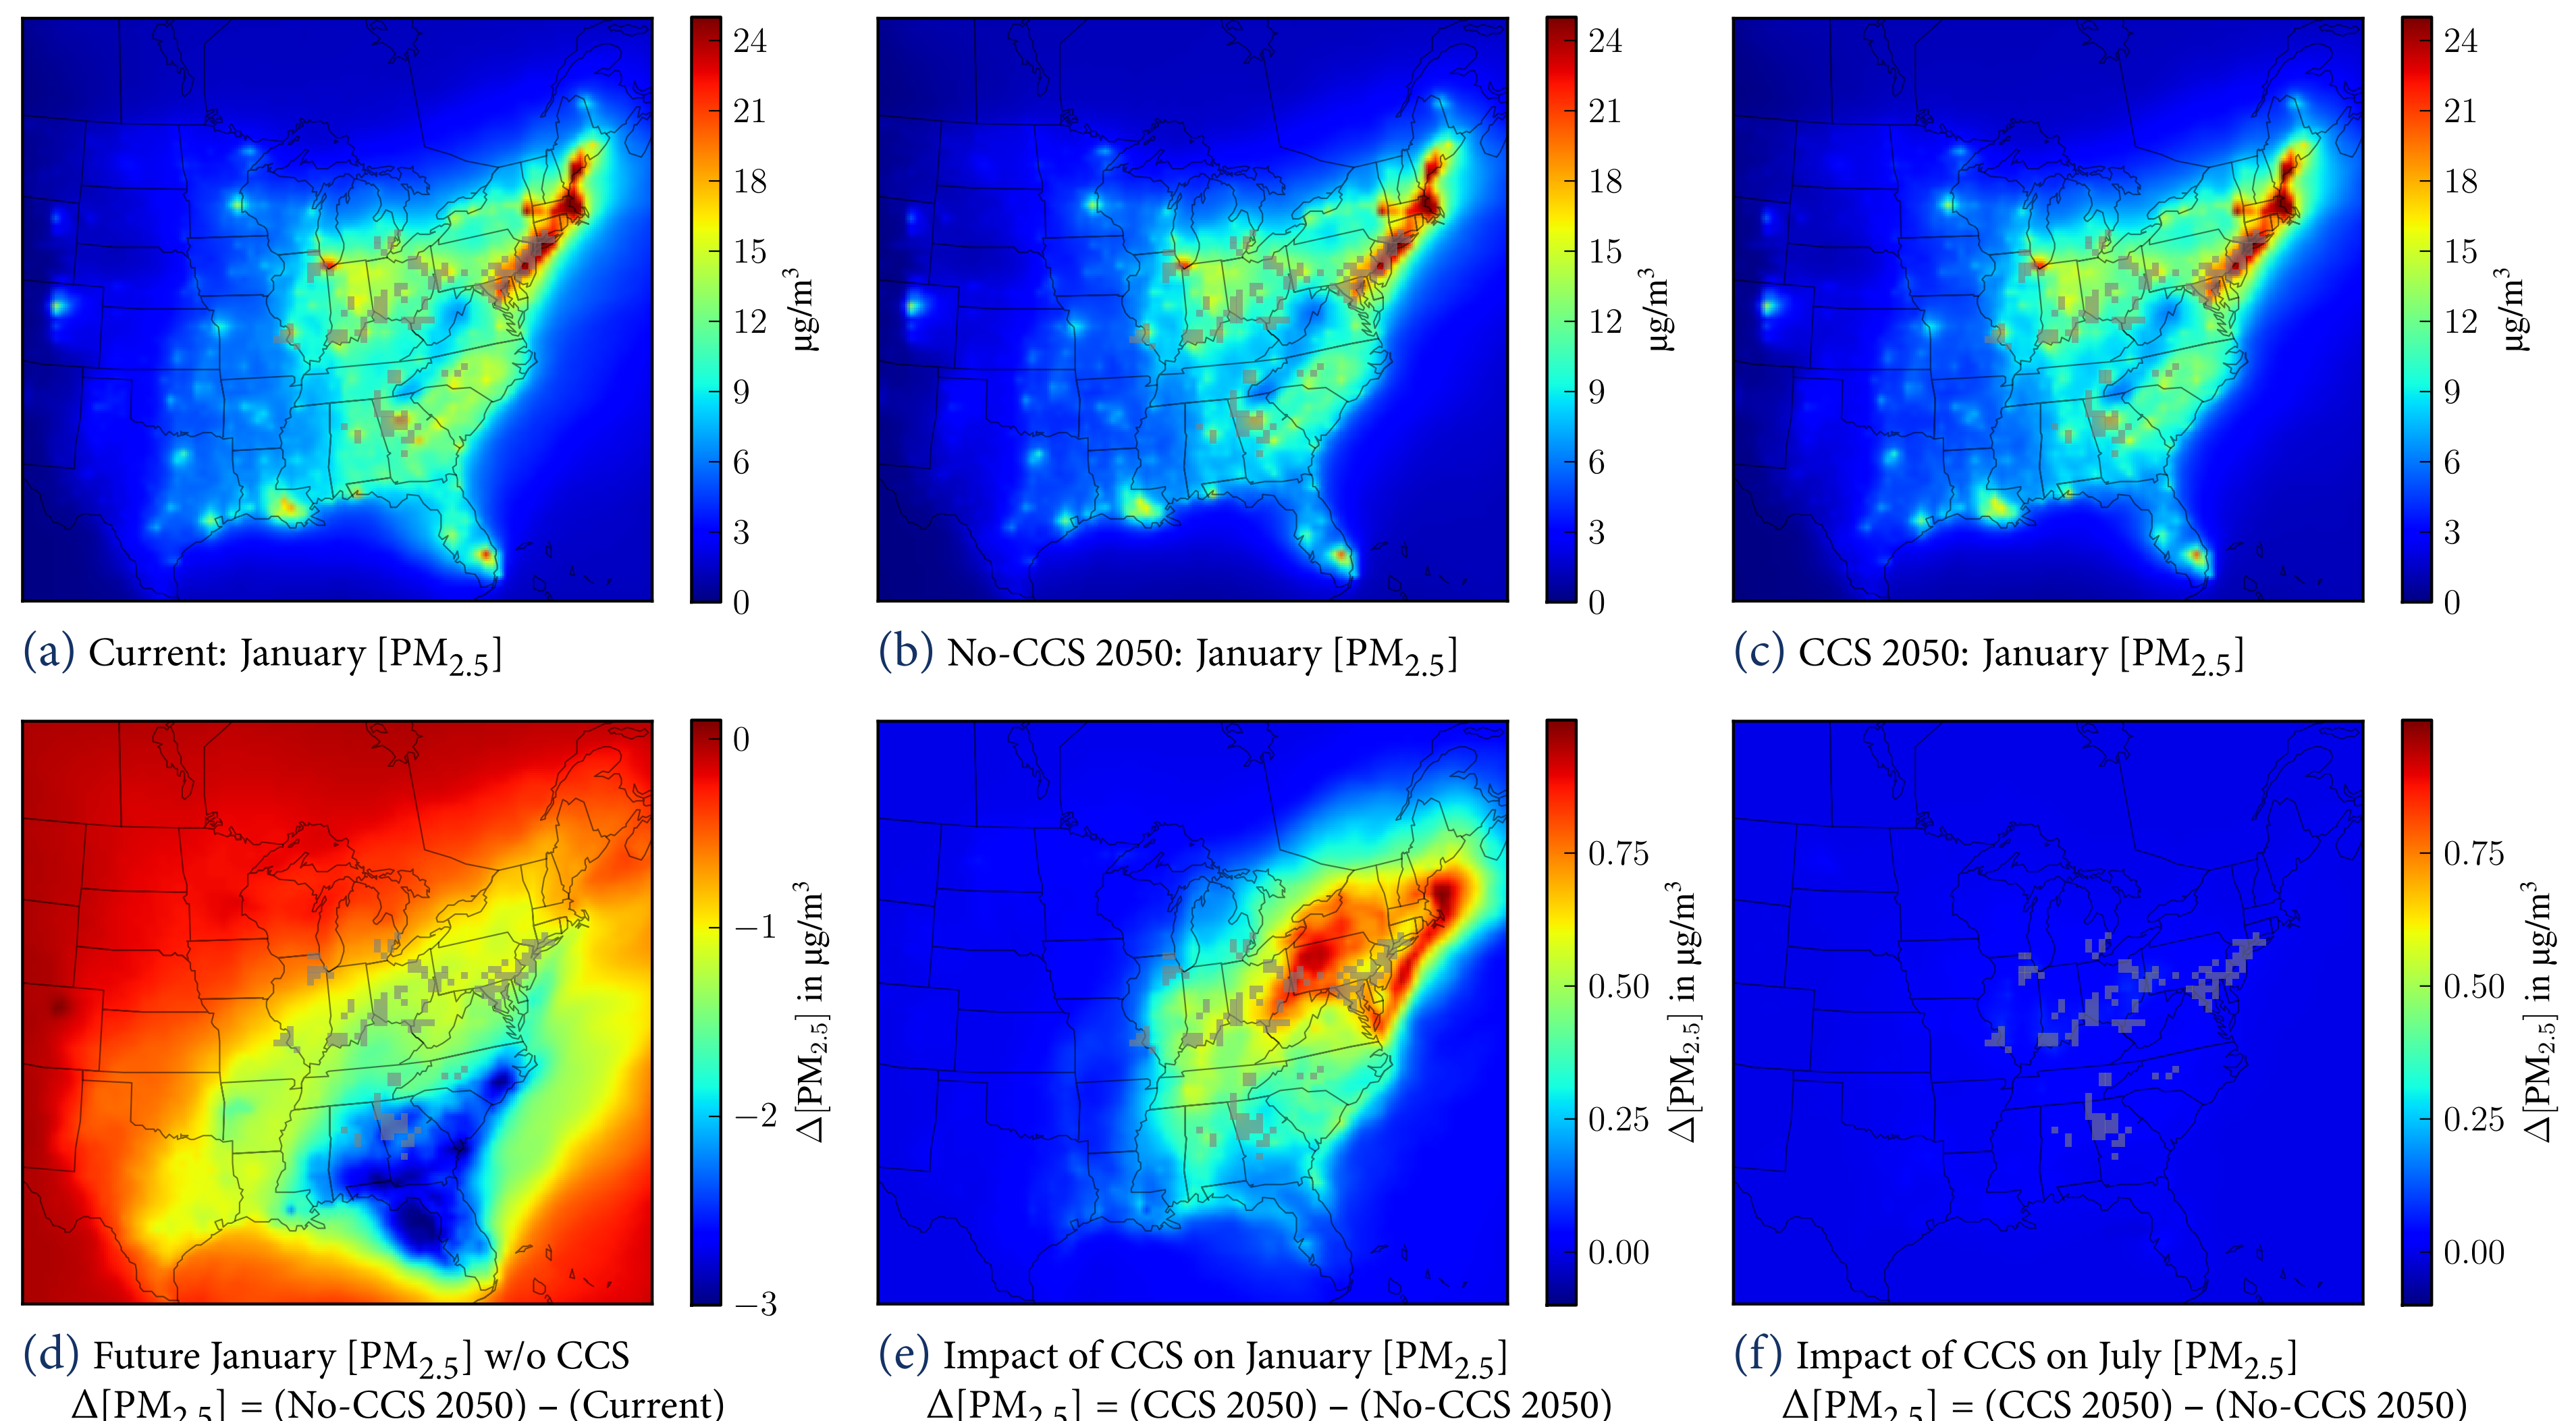 24
21
18
15
12
9
6
3
0
μg/m³
(a) Current: January [PM₂.₅]
24
21
18
15
12
9
6
3
0
μg/m³
(b) No-CCS 2050: January [PM₂.₅]
24
21
18
15
12
9
6
3
0
μg/m³
(c) CCS 2050: January [PM₂.₅]
0
−1
−2
−3
Δ[PM₂.₅] in μg/m³
(d) Future January [PM₂.₅] w/o CCS
Δ[PM₂.₅] = (No-CCS 2050) – (Current)
0.75
0.50
0.25
0.00
Δ[PM₂.₅] in μg/m³
(e) Impact of CCS on January [PM₂.₅]
Δ[PM₂.₅] = (CCS 2050) – (No-CCS 2050)
0.75
0.50
0.25
0.00
Δ[PM₂.₅] in μg/m³
(f) Impact of CCS on July [PM₂.₅]
Δ[PM₂.₅] = (CCS 2050) – (No-CCS 2050)